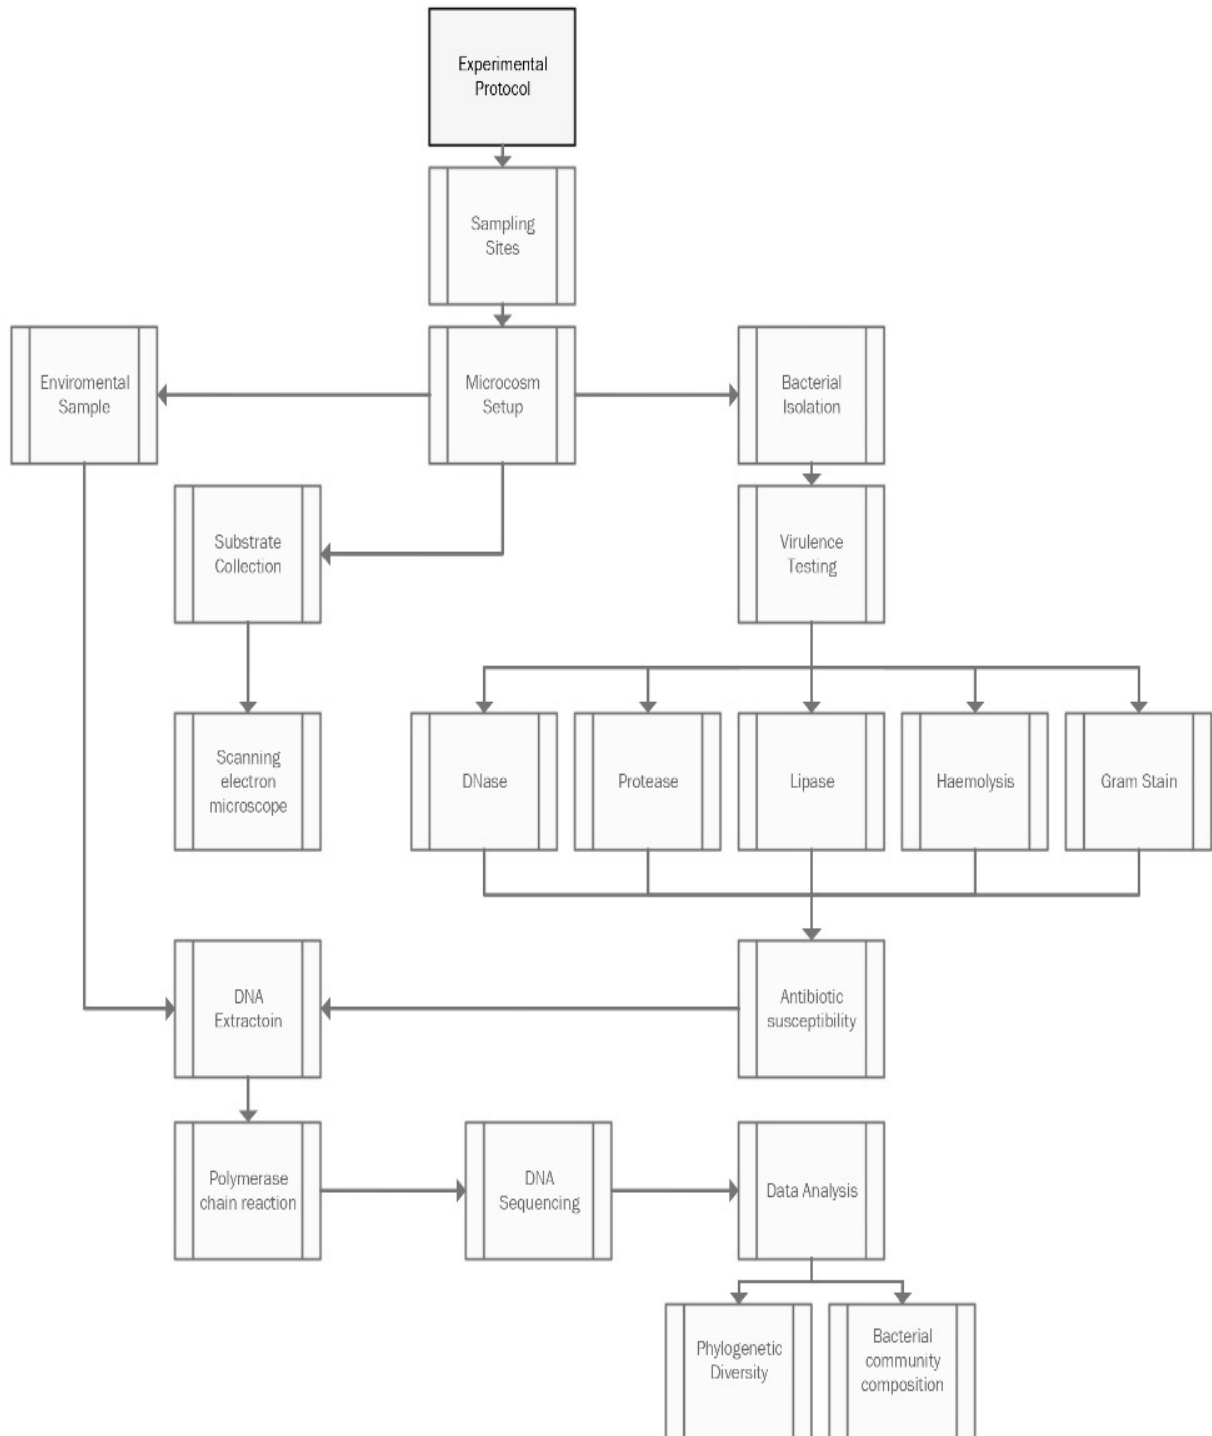 Experimental
Protocol
Sampling
Sites
Enviromental
Sample
Microcosm
Setup
Bacterial
Isolation
Substrate
Collection
Virulence
Testing
Scanning
electron
microscope
DNase
Protease
Lipase
Haemolysis
Gram Stain
DNA
Extractoin
Antibiotic
susceptibility
Polymerase
chain reaction
DNA
Sequencing
Data Analysis
Phylogenetic
Diversity
Bacterial
community
composition